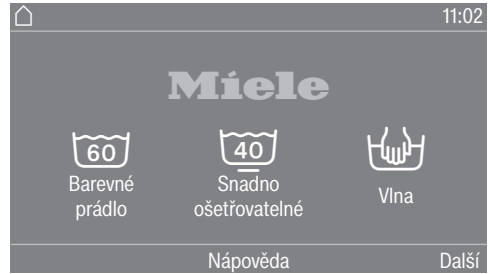 11:02
Miele
60
40
Barevné
prádlo
Snadno
ošetřovatelné
Vlna
Nápověda
Další